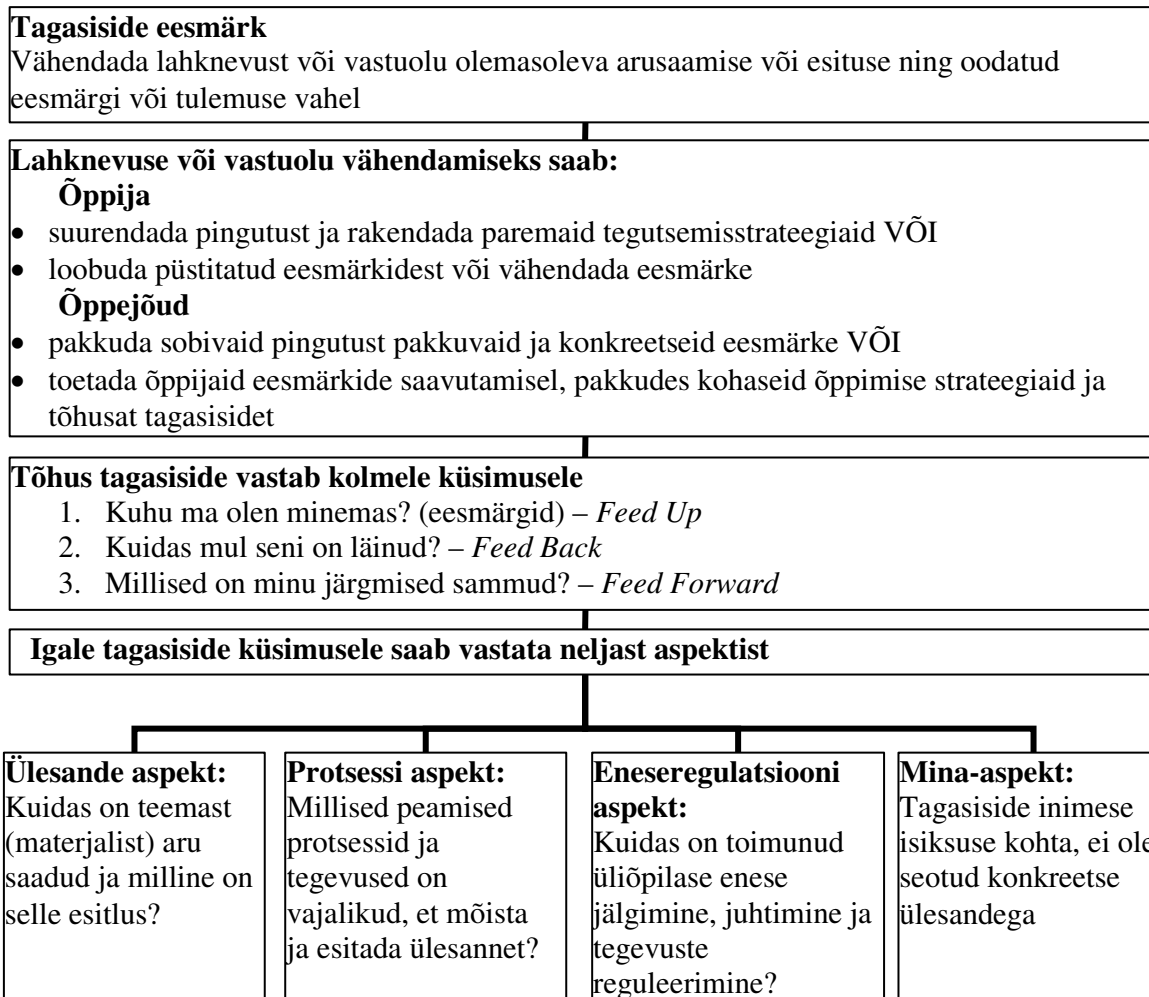 Tagasiside eesmärk
Vähendada lahknevust või vastuolu olemasoleva arusaamise või esituse ning oodatud
eesmärgi või tulemuse vahel
Lahknevuse või vastuolu vähendamiseks saab:
Õppija
• suurendada pingutust ja rakendada paremaid tegutsemisstrateegiaid VÕI
• loobuda püstitatud eesmärkidest või vähendada eesmärke
Õppejõud
• pakkuda sobivaid pingutust pakkuvaid ja konkreetseid eesmärke VÕI
• toetada õppijaid eesmärkide saavutamisel, pakkudes kohaseid õppimise strateegiaid ja
tõhusat tagasisidet
Tõhus tagasiside vastab kolmele küsimusele
1. Kuhu ma olen minemas? (eesmärgid) – Feed Up
2. Kuidas mul seni on läinud? – Feed Back
3. Millised on minu järgmised sammud? – Feed Forward
Igale tagasiside küsimusele saab vastata neljast aspektist
Ülesande aspekt:
Kuidas on teemast
(materjalist) aru
saadud ja milline on
selle esitlus?
Protsessi aspekt:
Millised peamised
protsessid ja
tegevused on
vajalikud, et mõista
ja esitada ülesannet?
Eneseregulatsiooni
aspekt:
Kuidas on toimunud
üliõpilase enese
jälgimine, juhtimine ja
tegevuste
reguleerimine?
Mina-aspekt:
Tagasiside inimese
isiksuse kohta, ei ole
seotud konkreetse
ülesandega